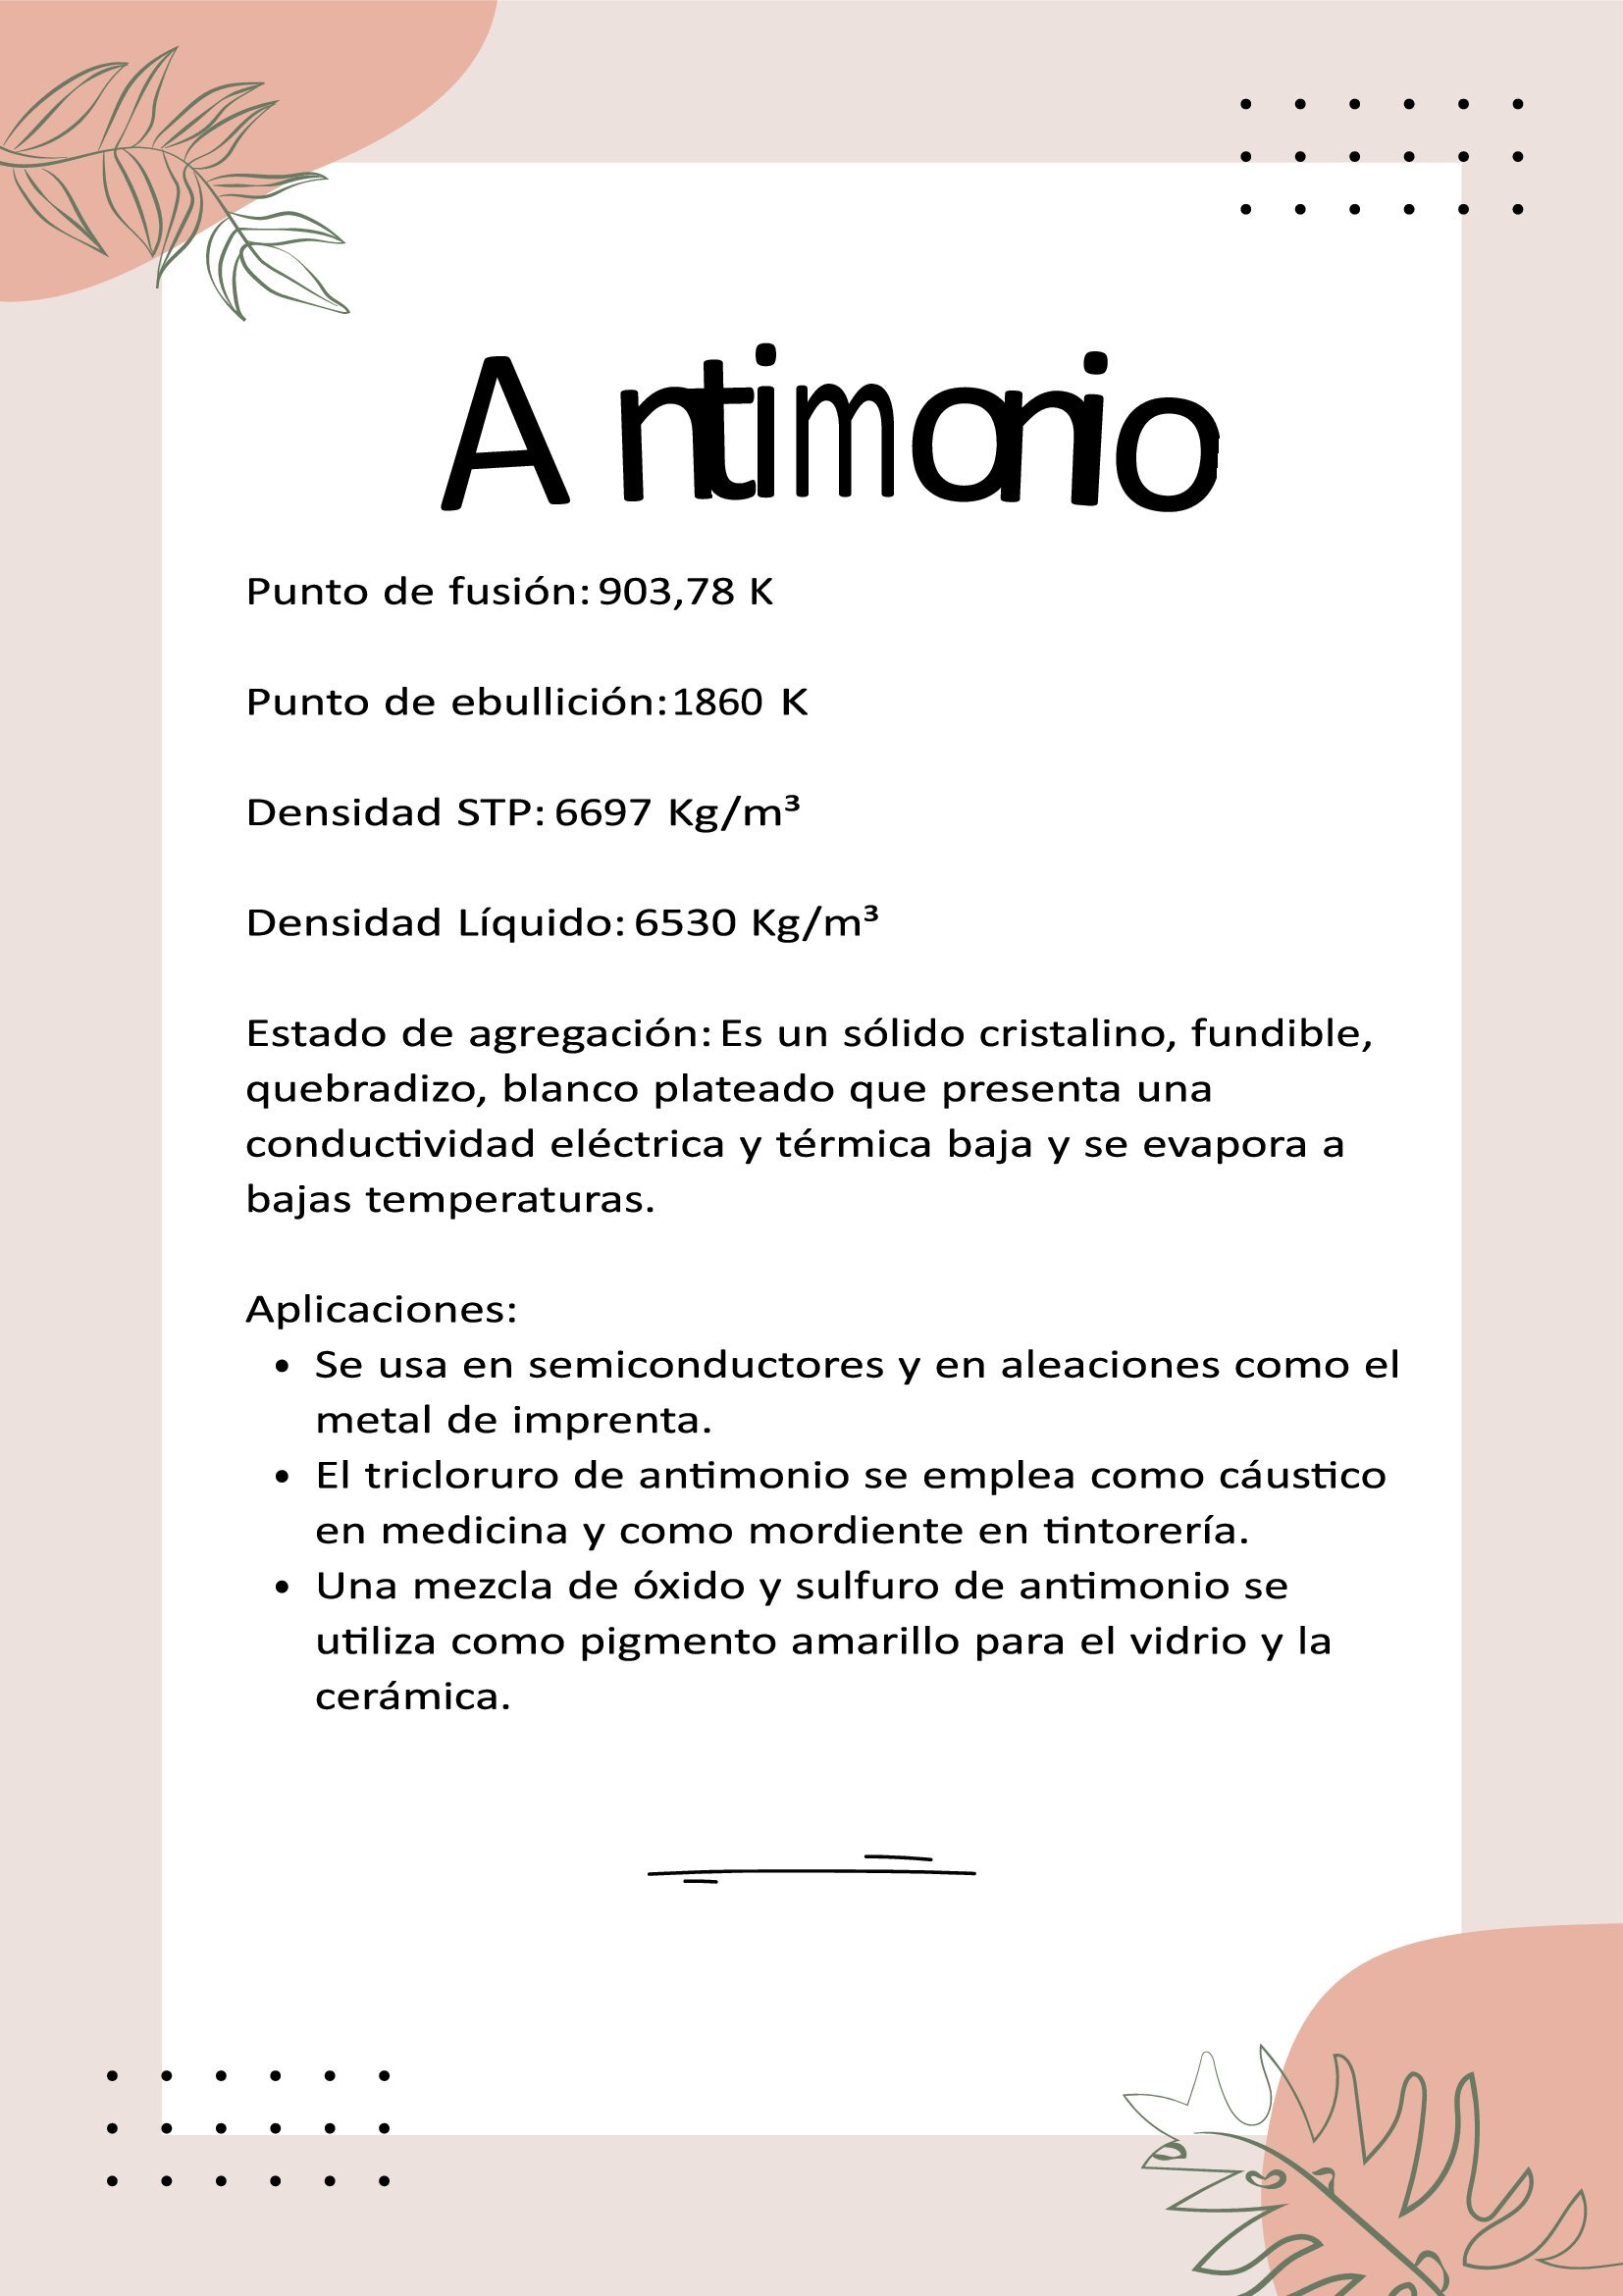 Antimonio
Punto de fusión: 903,78 K
Punto de ebullición: 1860 K
Densidad STP: 6697 Kg/m³
Densidad Líquido: 6530 Kg/m³
Estado de agregación: Es un sólido cristalino, fundible,
quebradizo, blanco plateado que presenta una
conductividad eléctrica y térmica baja y se evapora a
bajas temperaturas.
Aplicaciones:
• Se usa en semiconductores y en aleaciones como el
metal de imprenta.
• El tricloruro de antimonio se emplea como cáustico
en medicina y como mordiente en tintorería.
• Una mezcla de óxido y sulfuro de antimonio se
utiliza como pigmento amarillo para el vidrio y la
cerámica.